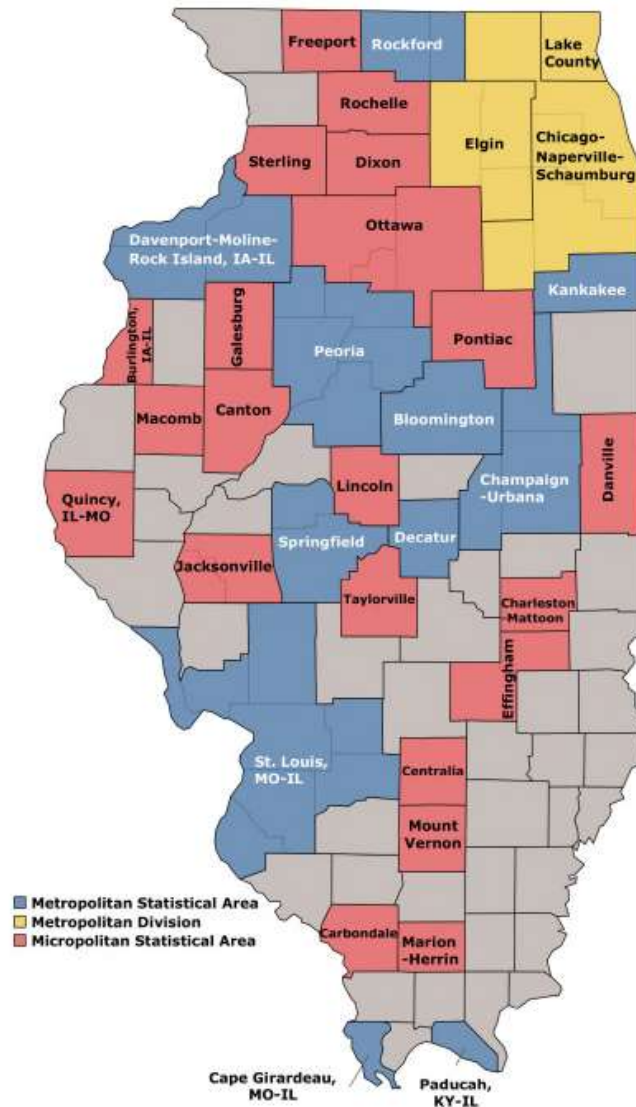 Freeport
Rockford
Lake
County
Rochelle
Elgin
Chicago-
Naperville-
Schaumburg
Sterling
Dixon
Ottawa
Davenport-Moline-
Rock Island, IA-IL
Kankakee
Burlington,
IA-IL
Galesburg
Peoria
Pontiac
Macomb
Canton
Bloomington
Danville
Quincy,
IL-MO
Lincoln
Champaign
-Urbana
Springfield
Decatur
Jacksonville
Taylorville
Charleston-
Mattoon
Effingham
St. Louis,
MO-IL
Centralia
Mount
Vernon
Metropolitan Statistical Area
Metropolitan Division
Micropolitan Statistical Area
Carbondale
Marion
-Herrin
Cape Girardeau,
MO-IL
Paducah,
KY-IL